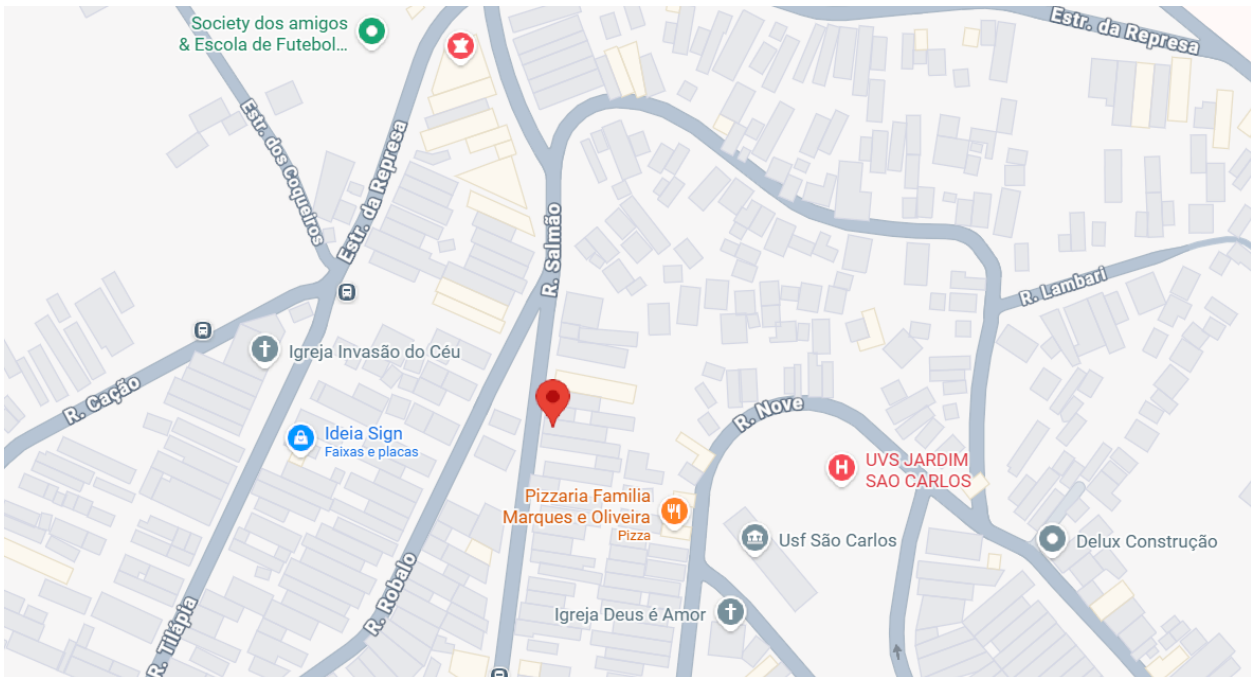 Society dos amigos
& Escola de Futebol...
Estr. da Represa
Estr. dos Coqueiros
Estr. da Represa
R. Salmão
R. Lambari
Igreja Invasão do Céu
R. Cação
R. Nove
Ideia Sign
Faixas e placas
UVS JARDIM
SAO CARLOS
H
Pizzaria Familia
Marques e Oliveira
Pizza
Usf São Carlos
Delux Construção
R. Robalo
Igreja Deus é Amor
R. Tilápia